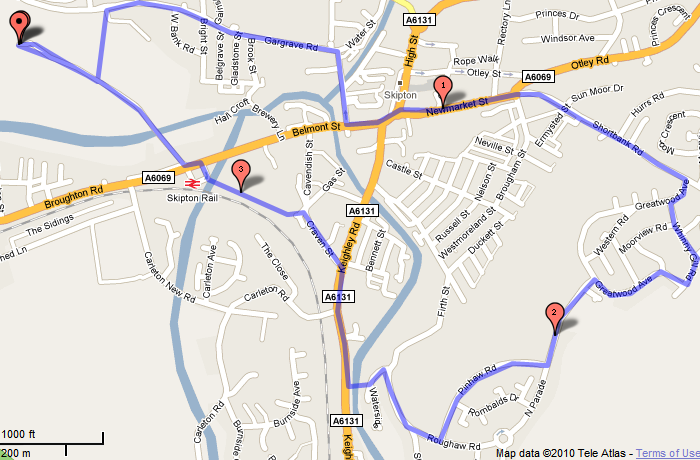 Princes Dr
Princes Cres
W Bank Rd
Bright St
Belgrave St
Gladstone St
Brook St
Gargrave Rd
Water St
A6131
High St
Rectory Ln
Windsor Ave
Rope Walk
Otley St
A6069
Otley Rd
Skipton
1
Newmarket St
Sun Moor Dr
Hurrs Rd
Moor Cres
Hall Croft
Brewery Ln
Belmont St
Ermysted St
Shortbank Rd
Neville St
Cavendish St
Castle St
Gas St
Nelson St
Brougham St
3
A6069
Broughton Rd
Skipton Rail
Greatwood Ave
A6131
Russell St
Westmoreland St
Duckett St
Western Rd
Moorview Rd
Whinny Gill Rd
The Sidings
Craven St
Keighley Rd
Bennett St
Carleton Ave
The Close
Carleton New Rd
Carleton Rd
A6131
Firth St
Greatwood Ave
2
Pinhaw Rd
Rombalds
N Parade
Waterside
Burnside Ave
Carleton Rd
A6131
Roughaw Rd
1000 ft
200 m
Map data ©2010 Tele Atlas - Terms of Use